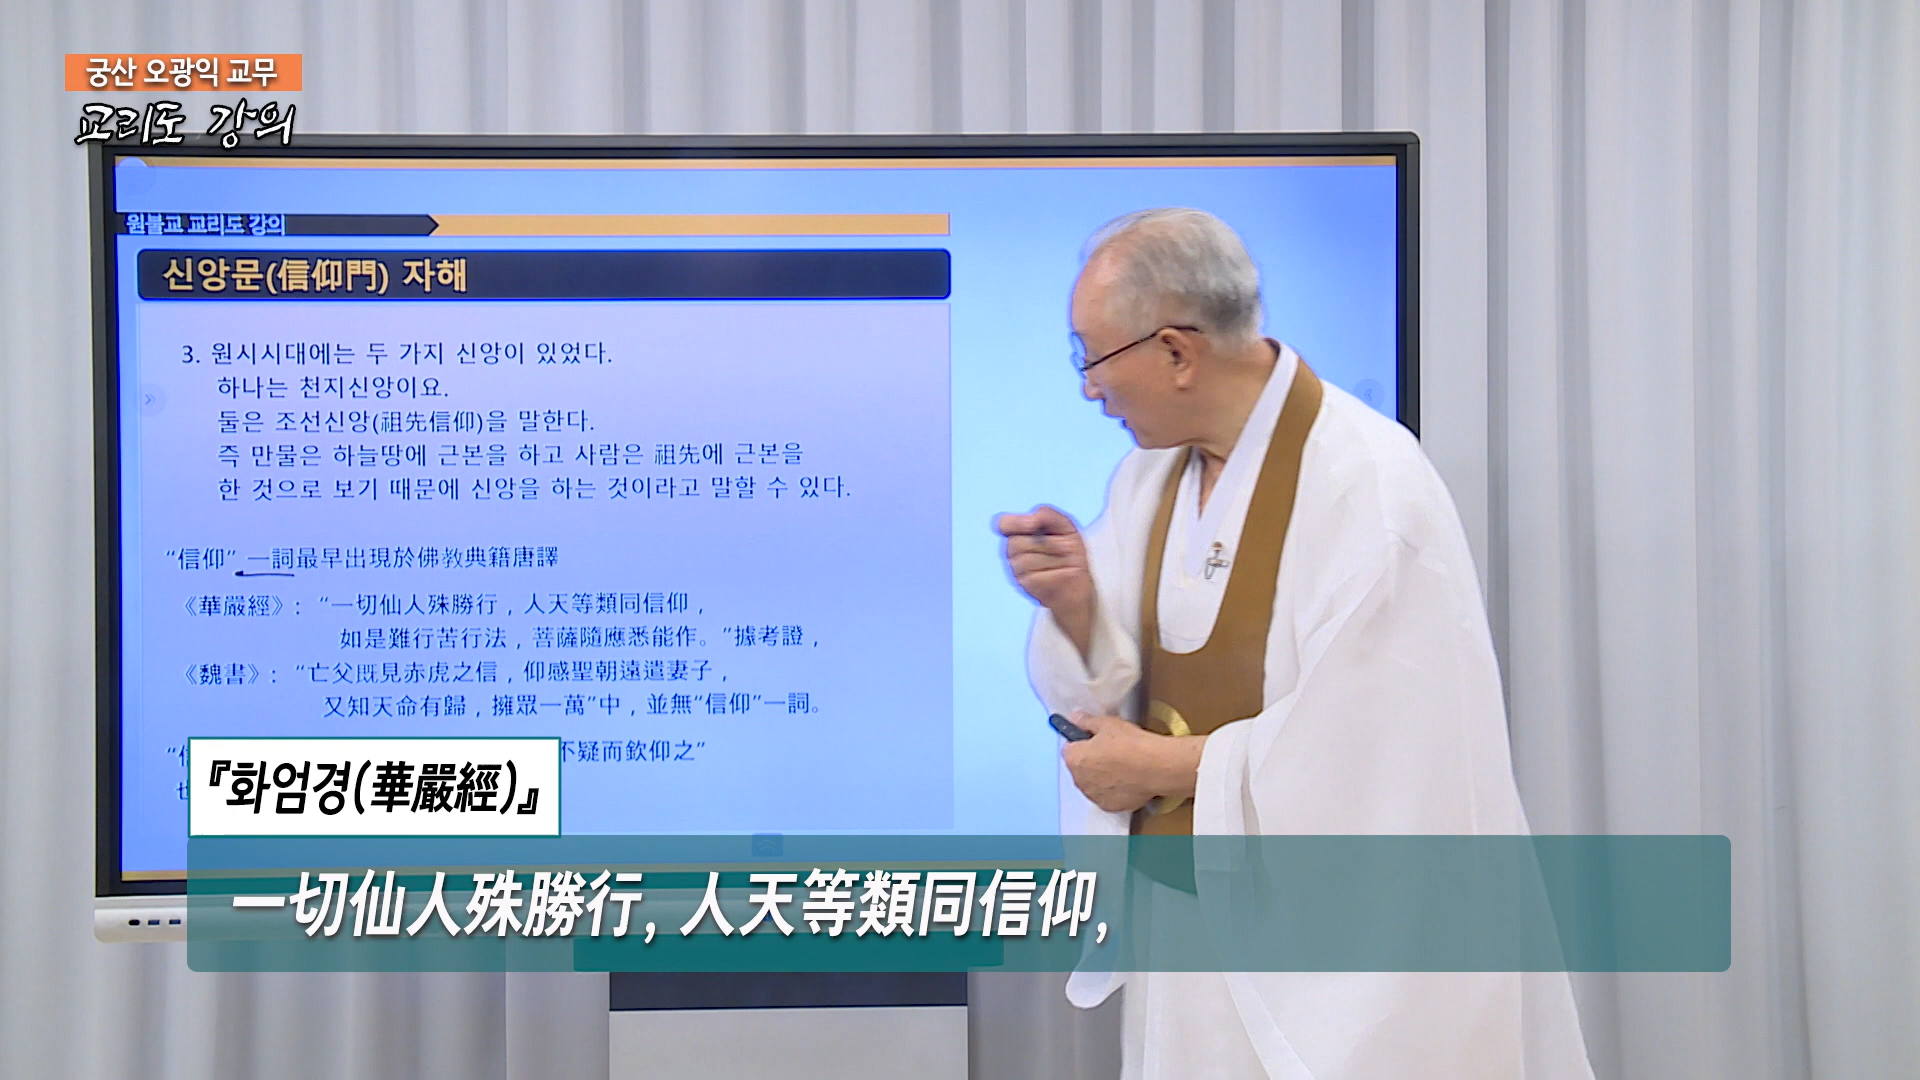 궁산 오광익 교무
교리도 강의
원불교 교리도 강의
신앙문(信仰門) 자해
3. 원시시대에는 두 가지 신앙이 있었다.
하나는 천지신앙이요.
둘은 조선신앙(祖先信仰)을 말한다.
즉 만물은 하늘땅에 근본을 하고 사람은 祖先에 근본을
한 것으로 보기 때문에 신앙을 하는 것이라고 말할 수 있다.
“信仰” 一詞最早出現於佛教典籍唐譯
《華嚴經》: “一切仙人殊勝行，人天等類同信仰，
如是難行苦行法，菩薩隨應悉能作。”據考證，
《魏書》: “亡父既見赤虎之信，仰感聖朝遠遣妻子，
又知天命有歸，擁眾一萬”中，並無“信仰”一詞。
不疑而欽仰之”
『화엄경(華嚴經)』
一切仙人殊勝行, 人天等類同信仰,